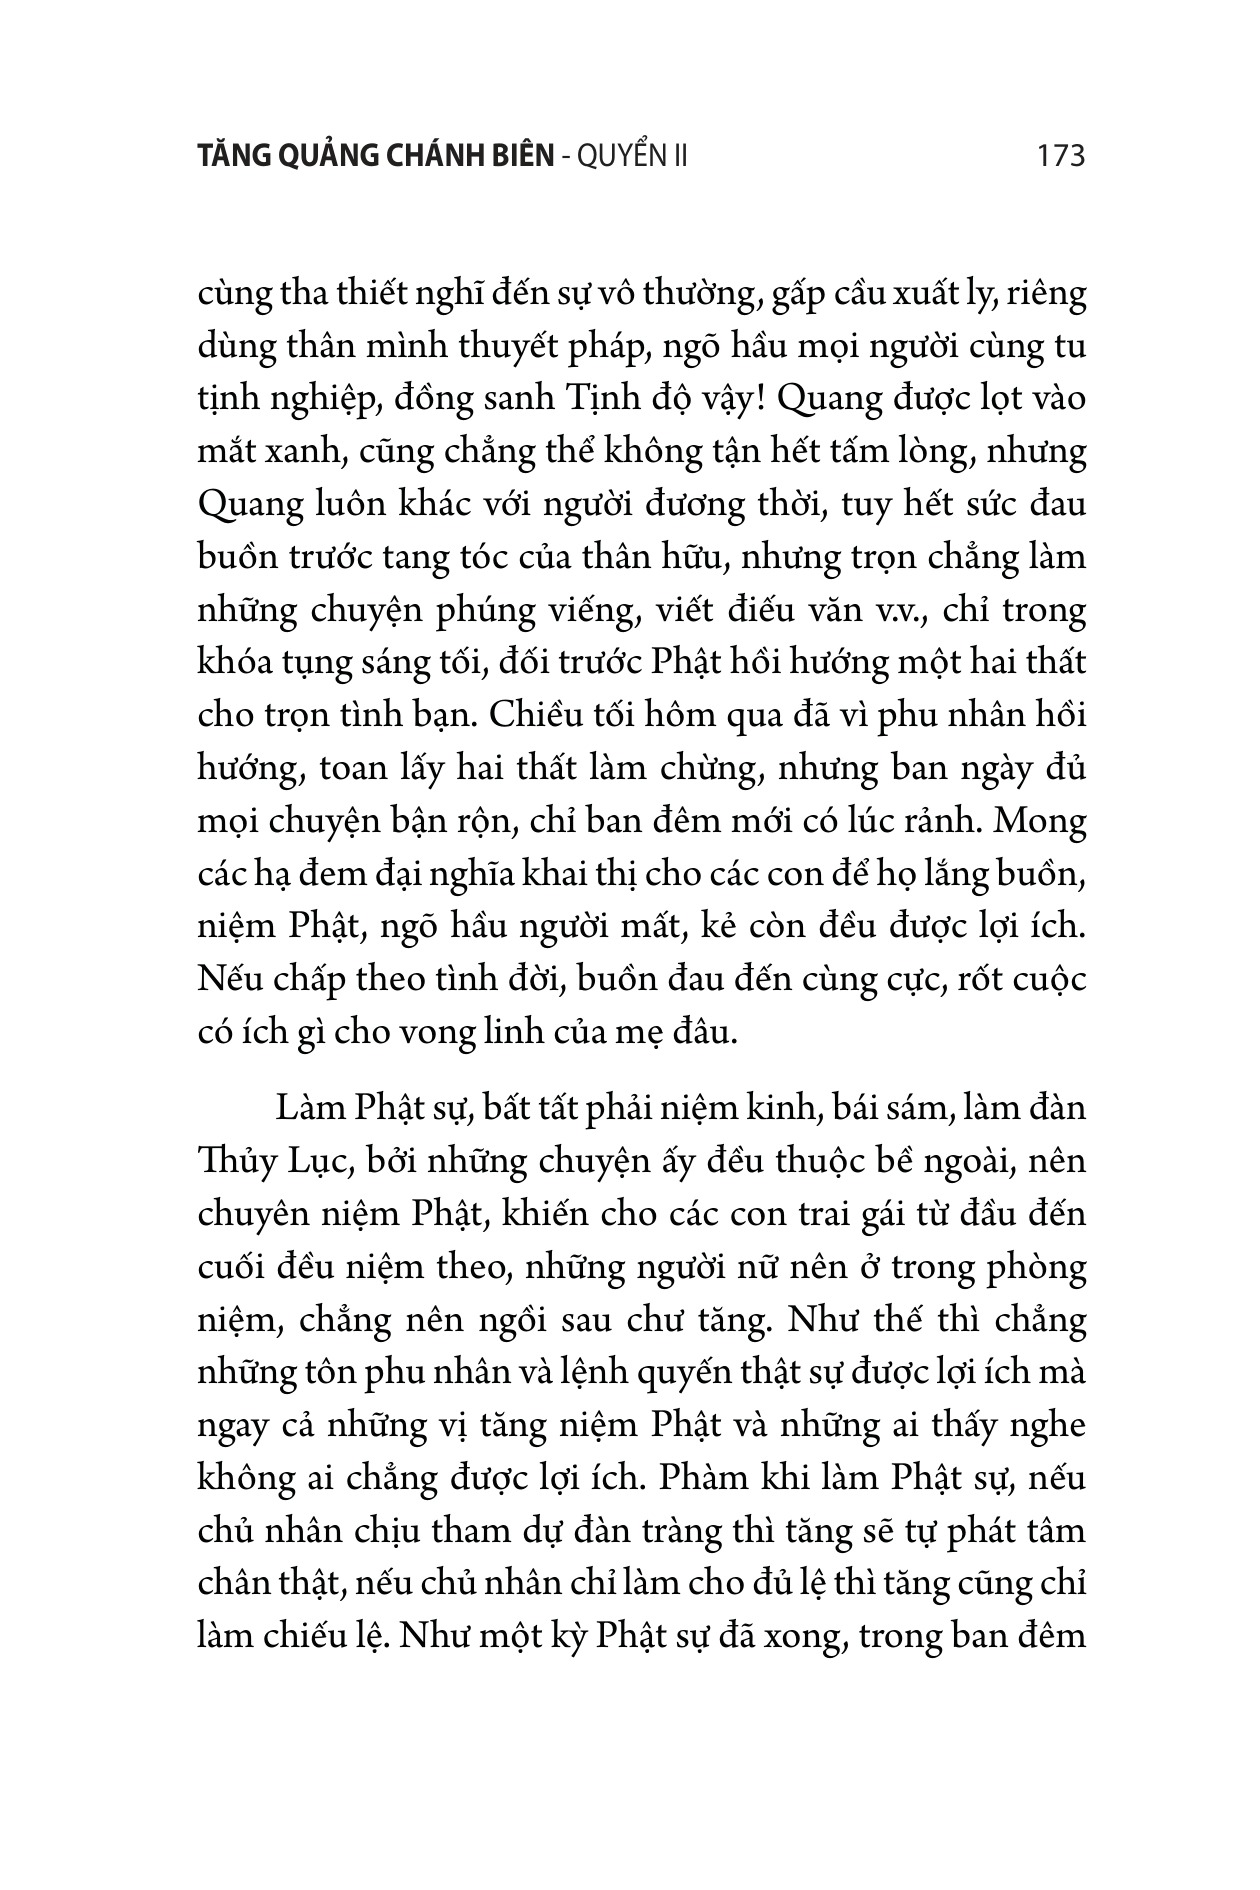 TĂNG QUẢNG CHÁNH BIÊN - QUYỂN II 173
cùng tha thiết nghĩ đến sự vô thường, gấp cầu xuất ly, riêng
dùng thân mình thuyết pháp, ngõ hầu mọi người cùng tu
tịnh nghiệp, đồng sanh Tịnh độ vậy! Quang được lọt vào
mắt xanh, cũng chẳng thể không tận hết tấm lòng, nhưng
Quang luôn khác với người đương thời, tuy hết sức đau
buồn trước tang tóc của thân hữu, nhưng trọn chẳng làm
những chuyện phúng viếng, viết điếu văn v.v., chỉ trong
khóa tụng sáng tối, đối trước Phật hồi hướng một hai thất
cho trọn tình bạn. Chiều tối hôm qua đã vì phu nhân hồi
hướng, toan lấy hai thất làm chừng, nhưng ban ngày đủ
mọi chuyện bận rộn, chỉ ban đêm mới có lúc rảnh. Mong
các hạ đem đại nghĩa khai thị cho các con để họ lắng buồn,
niệm Phật, ngõ hầu người mất, kẻ còn đều được lợi ích.
Nếu chấp theo tình đời, buồn đau đến cùng cực, rốt cuộc
có ích gì cho vong linh của mẹ đâu.
Làm Phật sự, bất tất phải niệm kinh, bái sám, làm đàn
Thủy Lục, bởi những chuyện ấy đều thuộc bề ngoài, nên
chuyên niệm Phật, khiến cho các con trai gái từ đầu đến
cuối đều niệm theo, những người nữ nên ở trong phòng
niệm, chẳng nên ngồi sau chư tăng. Như thế thì chẳng
những tôn phu nhân và lệnh quyến thật sự được lợi ích mà
ngay cả những vị tăng niệm Phật và những ai thấy nghe
không ai chẳng được lợi ích. Phàm khi làm Phật sự, nếu
chủ nhân chịu tham dự đàn tràng thì tăng sẽ tự phát tâm
chân thật, nếu chủ nhân chỉ làm cho đủ lệ thì tăng cũng chỉ
làm chiếu lệ. Như một kỳ Phật sự đã xong, trong ban đêm